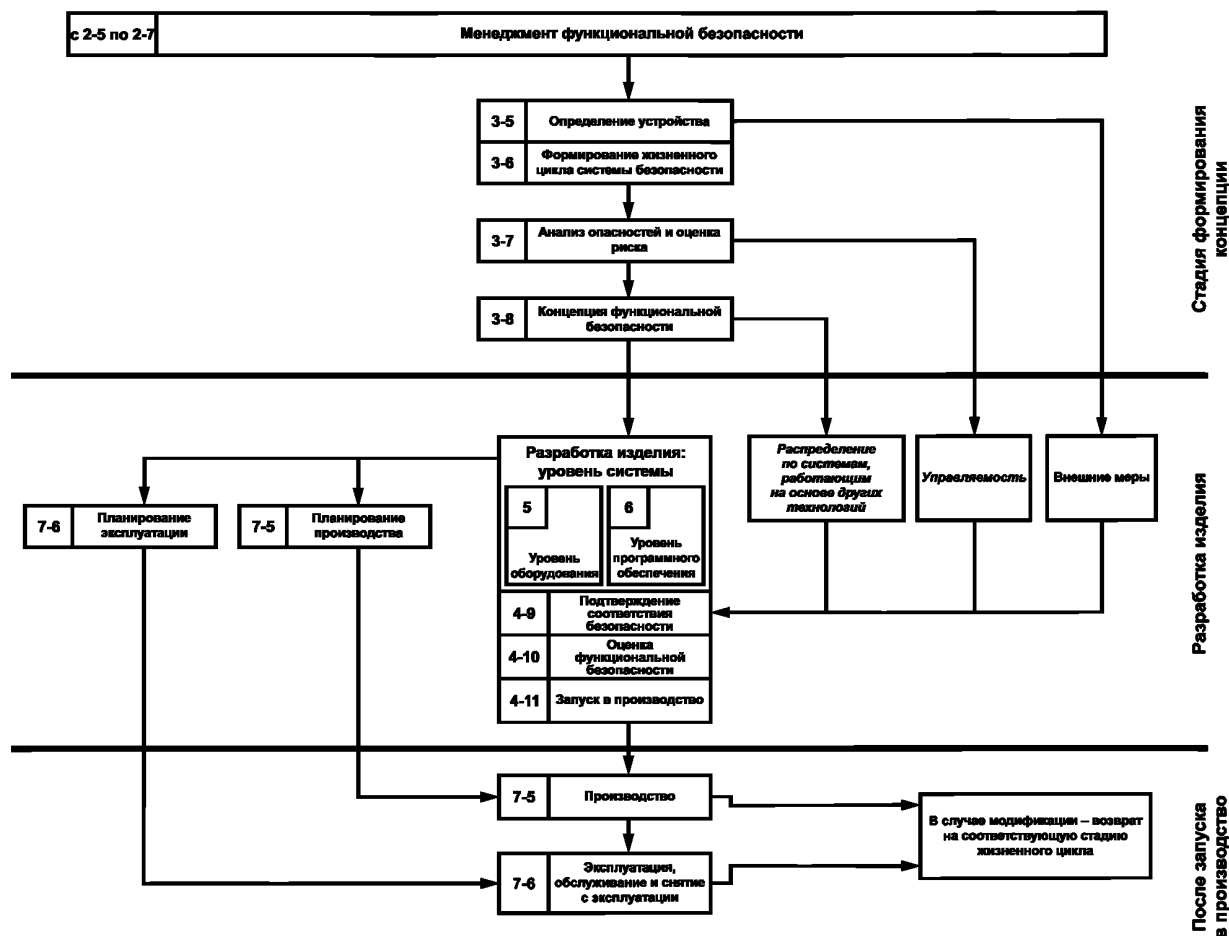 с 2-5 по 2-7
Менеджмент функциональной безопасности
3-5
Определение устройства
3-6
Формирование жизненного
цикла системы безопасности
3-7
Анализ опасностей и оценка
риска
3-8
Концепция функциональной
безопасности
Стадия формирования
концепции
Разработка изделия:
уровень системы
5
Уровень
оборудования
6
Уровень
программного
обеспечения
Распределение
по системам,
работающим
на основе других
технологий
Управляемость
Внешние меры
7-6
Планирование
эксплуатации
7-5
Планирование
производства
4-9
Подтверждение
соответствия
безопасности
4-10
Оценка
функциональной
безопасности
4-11
Запуск в производство
Разработка изделия
7-5
Производство
7-6
Эксплуатация,
обслуживание и снятие
с эксплуатации
В случае модификации – возврат
на соответствующую стадию
жизненного цикла
После запуска
в производство